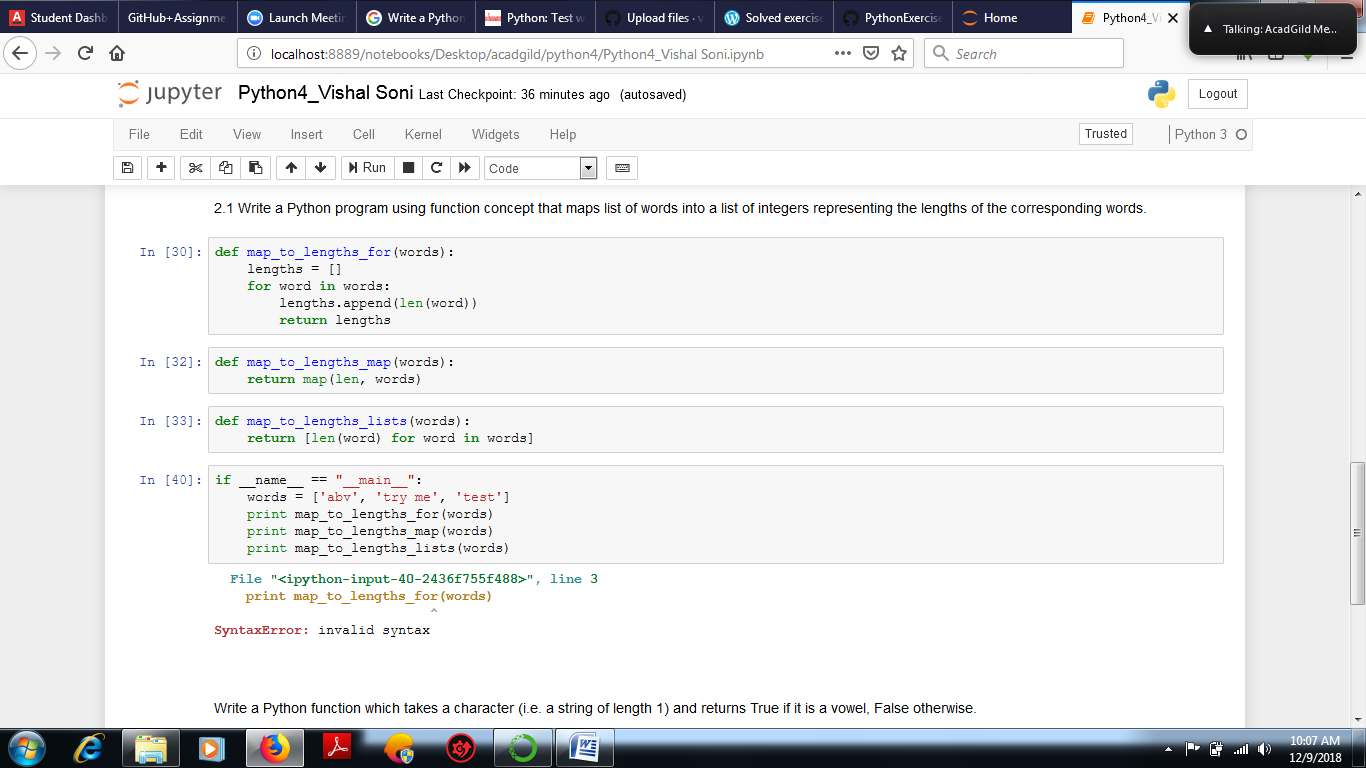 Student Dashb
GitHub+Assignme
Launch Meetin
Write a Python
Python: Test w
Upload files · v
Solved exercise
PythonExercise
Home
Python4_Vi
Talking: AcadGild Me...
localhost:8889/notebooks/Desktop/acadgild/python4/Python4_Vishal Soni.ipynb
Search
jupyter Python4_Vishal Soni Last Checkpoint: 36 minutes ago (autosaved)
Logout
File Edit View Insert Cell Kernel Widgets Help
Trusted
Python 3
Run
Code
2.1 Write a Python program using function concept that maps list of words into a list of integers representing the lengths of the corresponding words.
In [30]: def map_to_lengths_for(words):
    lengths = []
    for word in words:
        lengths.append(len(word))
        return lengths
In [32]: def map_to_lengths_map(words):
    return map(len, words)
In [33]: def map_to_lengths_lists(words):
    return [len(word) for word in words]
In [40]: if __name__ == "__main__":
    words = ['abv', 'try me', 'test']
    print map_to_lengths_for(words)
    print map_to_lengths_map(words)
    print map_to_lengths_lists(words)
File "<ipython-input-40-2436f755f488>", line 3
    print map_to_lengths_for(words)
^
SyntaxError: invalid syntax
Write a Python function which takes a character (i.e. a string of length 1) and returns True if it is a vowel, False otherwise.
10:07 AM
12/9/2018